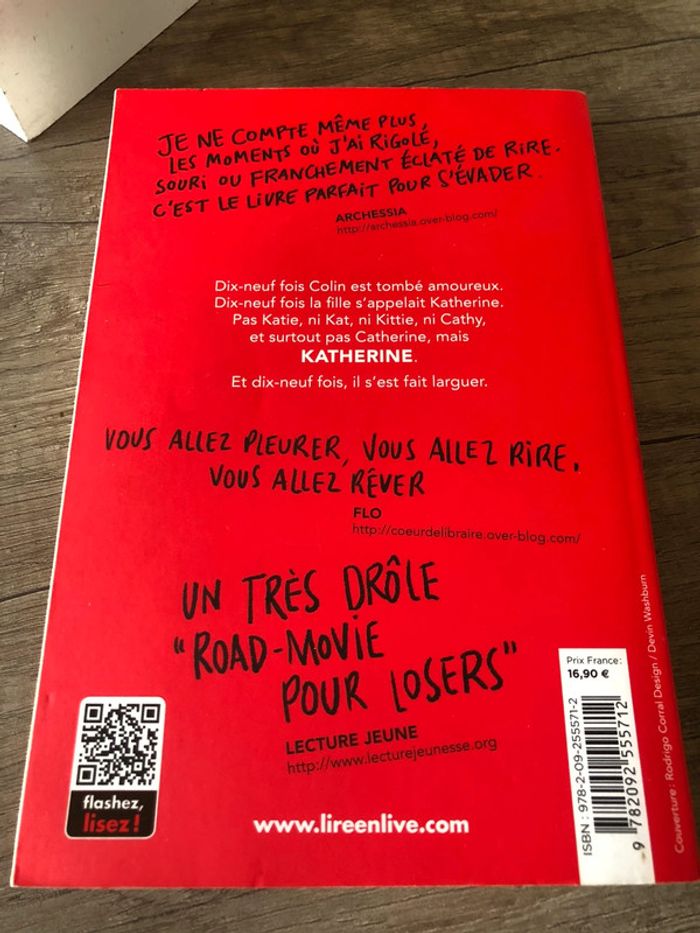 JE NE COMPTE MÊME PLUS,
LES MOMENTS OÙ J'AI RIGOLÉ,
SOURI OU FRANCHEMENT ÉCLATÉ DE RIRE.
C'EST LE LIVRE PARFAIT POUR S'ÉVADER.
ARCHESSIA
http://archessia.over-blog.com/
Dix-neuf fois Colin est tombé amoureux.
Dix-neuf fois la fille s'appelait Katherine.
Pas Katie, ni Kat, ni Kittie, ni Cathy,
et surtout pas Catherine, mais
KATHERINE.
Et dix-neuf fois, il s'est fait larguer.
VOUS ALLEZ PLEURER, VOUS ALLEZ RIRE,
VOUS ALLEZ RÊVER
FLO
http://coeurdelibraire.over-blog.com/
UN TRÈS DRÔLE
"ROAD-MOVIE
POUR LOSERS"
LECTURE JEUNE
http://www.lecturejeunesse.org
flashez,
lisez !
www.lireenlive.com
Prix France :
16,90 €
ISBN : 978-2-09-255571-2
9 782092 555712
Couverture : Rodrigo Corral Design / Devin Washburn